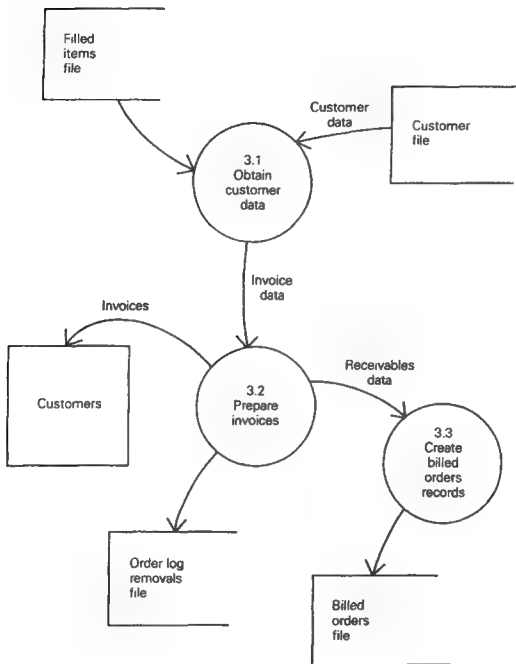 Filled
items
file
Customer
data
Customer
file
3.1
Obtain
customer
data
Invoice
data
Invoices
Receivables
data
Customers
3.2
Prepare
invoices
3.3
Create
billed
orders
records
Order log
removals
file
Billed
orders
file